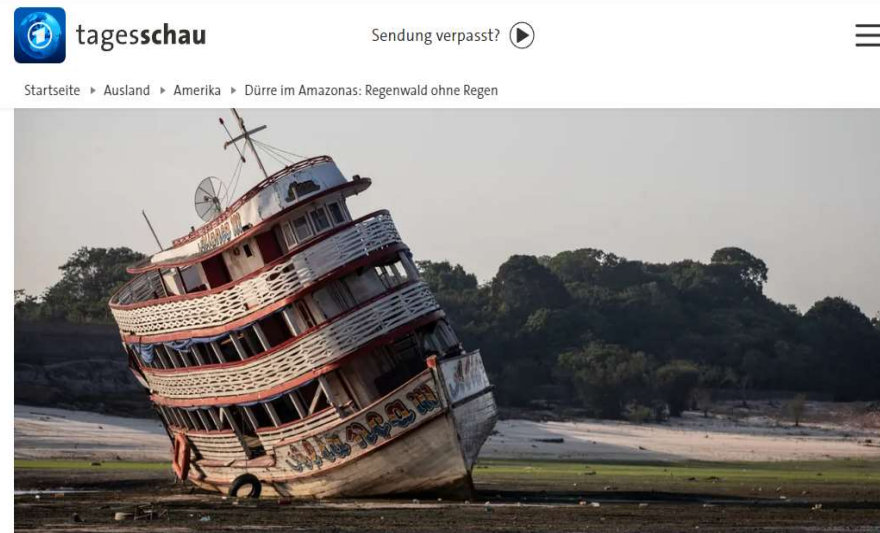 tagesschau
Sendung verpasst?
Startseite Ausland Amerika Dürre im Amazonas: Regenwald ohne Regen